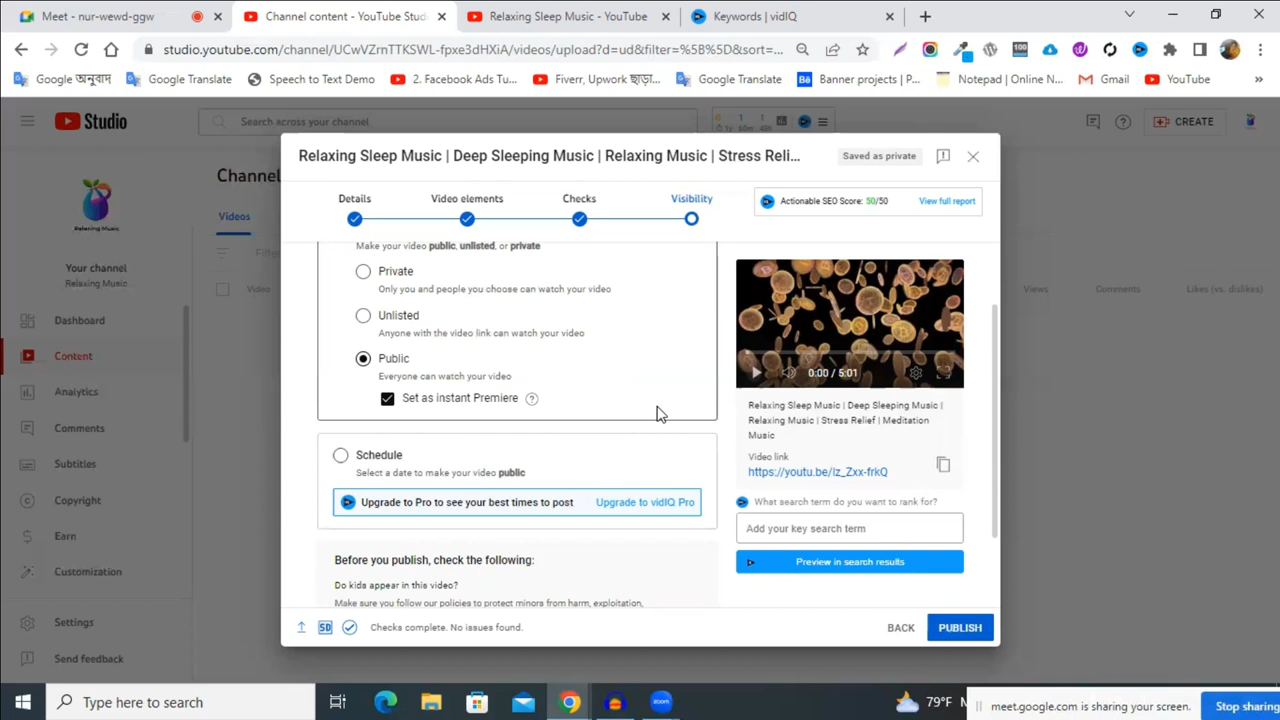 Meet - nur-wewd-ggw
Channel content - YouTube Studio
Relaxing Sleep Music - YouTube
Keywords | vidIQ
studio.youtube.com/channel/UCwVZrnTTKSWL-fpxe3dHXiA/videos/upload?d=ud&filter=%5B%5D&sort=...
Google অনুবাদ
Google Translate
Speech to Text Demo
2. Facebook Ads Tu...
Fiverr, Upwork ছাড়া...
Google Translate
Banner projects | P...
Notepad | Online N...
Gmail
YouTube
Studio
Search across your channel
CREATE
Relaxing Sleep Music | Deep Sleeping Music | Relaxing Music | Stress Reli...
Saved as private
Channel
Details
Video elements
Checks
Visibility
Actionable SEO Score: 50/50
View full report
Relaxing Music
Videos
Filter
Your channel
Relaxing Music...
Video
Views
Comments
Likes (vs. dislikes)
Dashboard
Content
Analytics
Comments
Subtitles
Copyright
Earn
Customization
Settings
Send feedback
Make your video public, unlisted, or private
Private
Only you and people you choose can watch your video
Unlisted
Anyone with the video link can watch your video
Public
Everyone can watch your video
Set as instant Premiere
Schedule
Select a date to make your video public
Upgrade to Pro to see your best times to post
Upgrade to vidIQ Pro
Before you publish, check the following:
Do kids appear in this video?
Make sure you follow our policies to protect minors from harm, exploitation,
0:00 / 5:01
Relaxing Sleep Music | Deep Sleeping Music |
Relaxing Music | Stress Relief | Meditation
Music
Video link
https://youtu.be/Iz_Zxx-frkQ
What search term do you want to rank for?
Add your key search term
Preview in search results
SD
Checks complete. No issues found.
BACK
PUBLISH
Type here to search
zoom
79°F
meet.google.com is sharing your screen.
Stop sharing